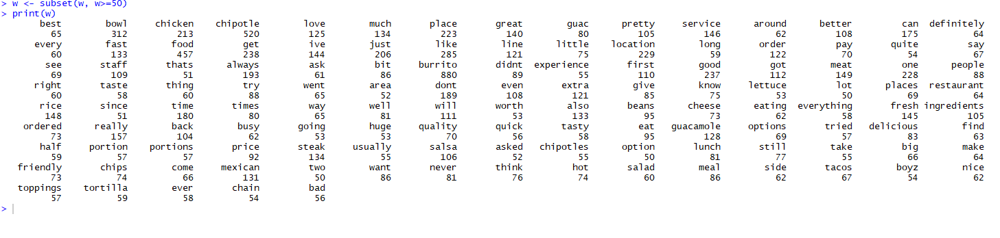 > w <- subset(w, w>=50)
> print(w)
best bowl chicken chipotle love much place great guac pretty service around better can definitely
65 312 213 520 125 134 223 140 80 105 146 62 108 175 64
every fast food get ive just like line little location long order pay quite say
60 133 457 238 144 206 285 121 75 229 59 122 70 54 67
see staff thats always ask bit burrito didnt experience first good got meat one people
69 109 51 193 61 86 880 89 55 110 237 112 149 228 88
right taste thing try went area dont even extra give know lettuce lot places restaurant
60 58 60 88 65 52 189 108 121 85 75 53 50 69 64
rice since time times way well will worth also beans cheese eating everything fresh ingredients
148 51 180 80 65 81 111 53 133 95 73 62 58 145 105
ordered really back busy going huge quality quick tasty eat guacamole options tried delicious find
73 157 104 62 53 53 70 56 58 95 128 69 57 83 63
half portion portions price steak usually salsa asked chipotles option lunch still take big make
59 57 57 92 134 55 106 52 55 50 81 77 55 66 64
friendly chips come mexican two want never think hot salad meal side tacos boyz nice
73 74 66 131 50 86 81 76 74 60 86 62 67 54 62
toppings tortilla ever chain bad
57 59 58 54 56
>